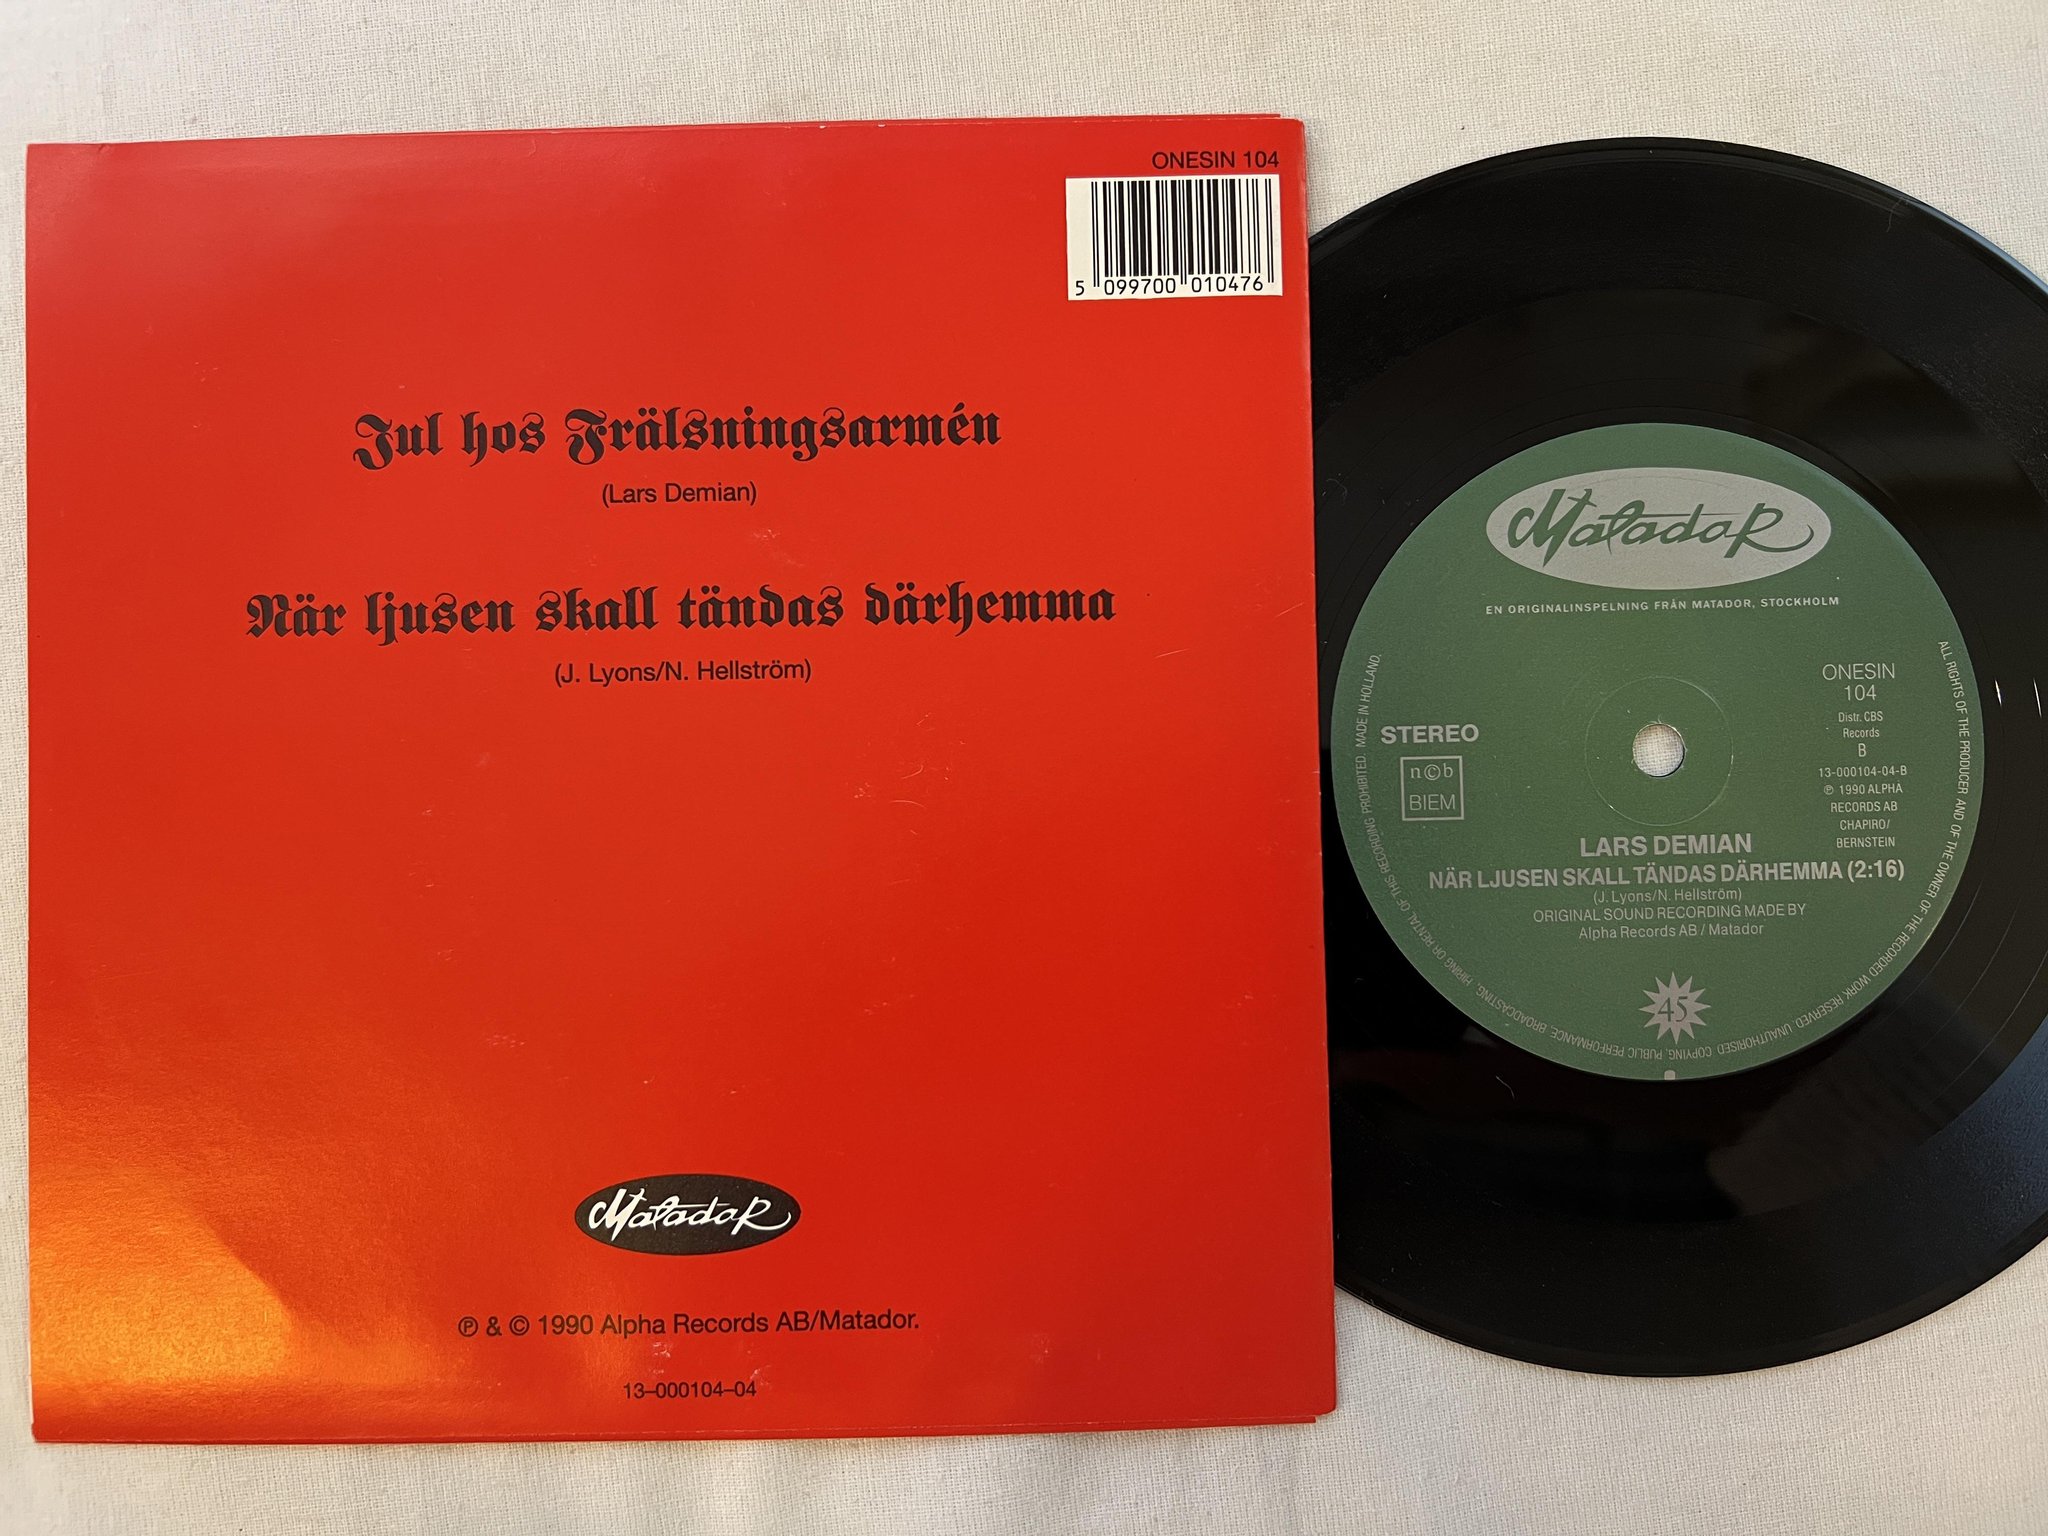 ONESIN 104
5 099700 010476
Jul hos Frälsningsarmén
(Lars Demian)
När ljusen skall tändas därhemma
(J. Lyons/N. Hellström)
Matador
℗ & © 1990 Alpha Records AB/Matador.
13–000104–04
Matador
EN ORIGINALINSPELNING FRÅN MATADOR, STOCKHOLM
ONESIN
104
Distr. CBS
Records
B
13-000104-04-B
℗ 1990 ALPHA
RECORDS AB
CHAPIRO/
BERNSTEIN
STEREO
n©b
BIEM
LARS DEMIAN
NÄR LJUSEN SKALL TÄNDAS DÄRHEMMA (2:16)
(J. Lyons/N. Hellström)
ORIGINAL SOUND RECORDING MADE BY
Alpha Records AB / Matador
45
ALL RIGHTS OF THE PRODUCER AND OF THE OWNER OF THE RECORDED WORK RESERVED. UNAUTHORISED COPYING, PUBLIC PERFORMANCE, BROADCASTING, HIRING OR RENTAL OF THIS RECORDING PROHIBITED. MADE IN HOLLAND.